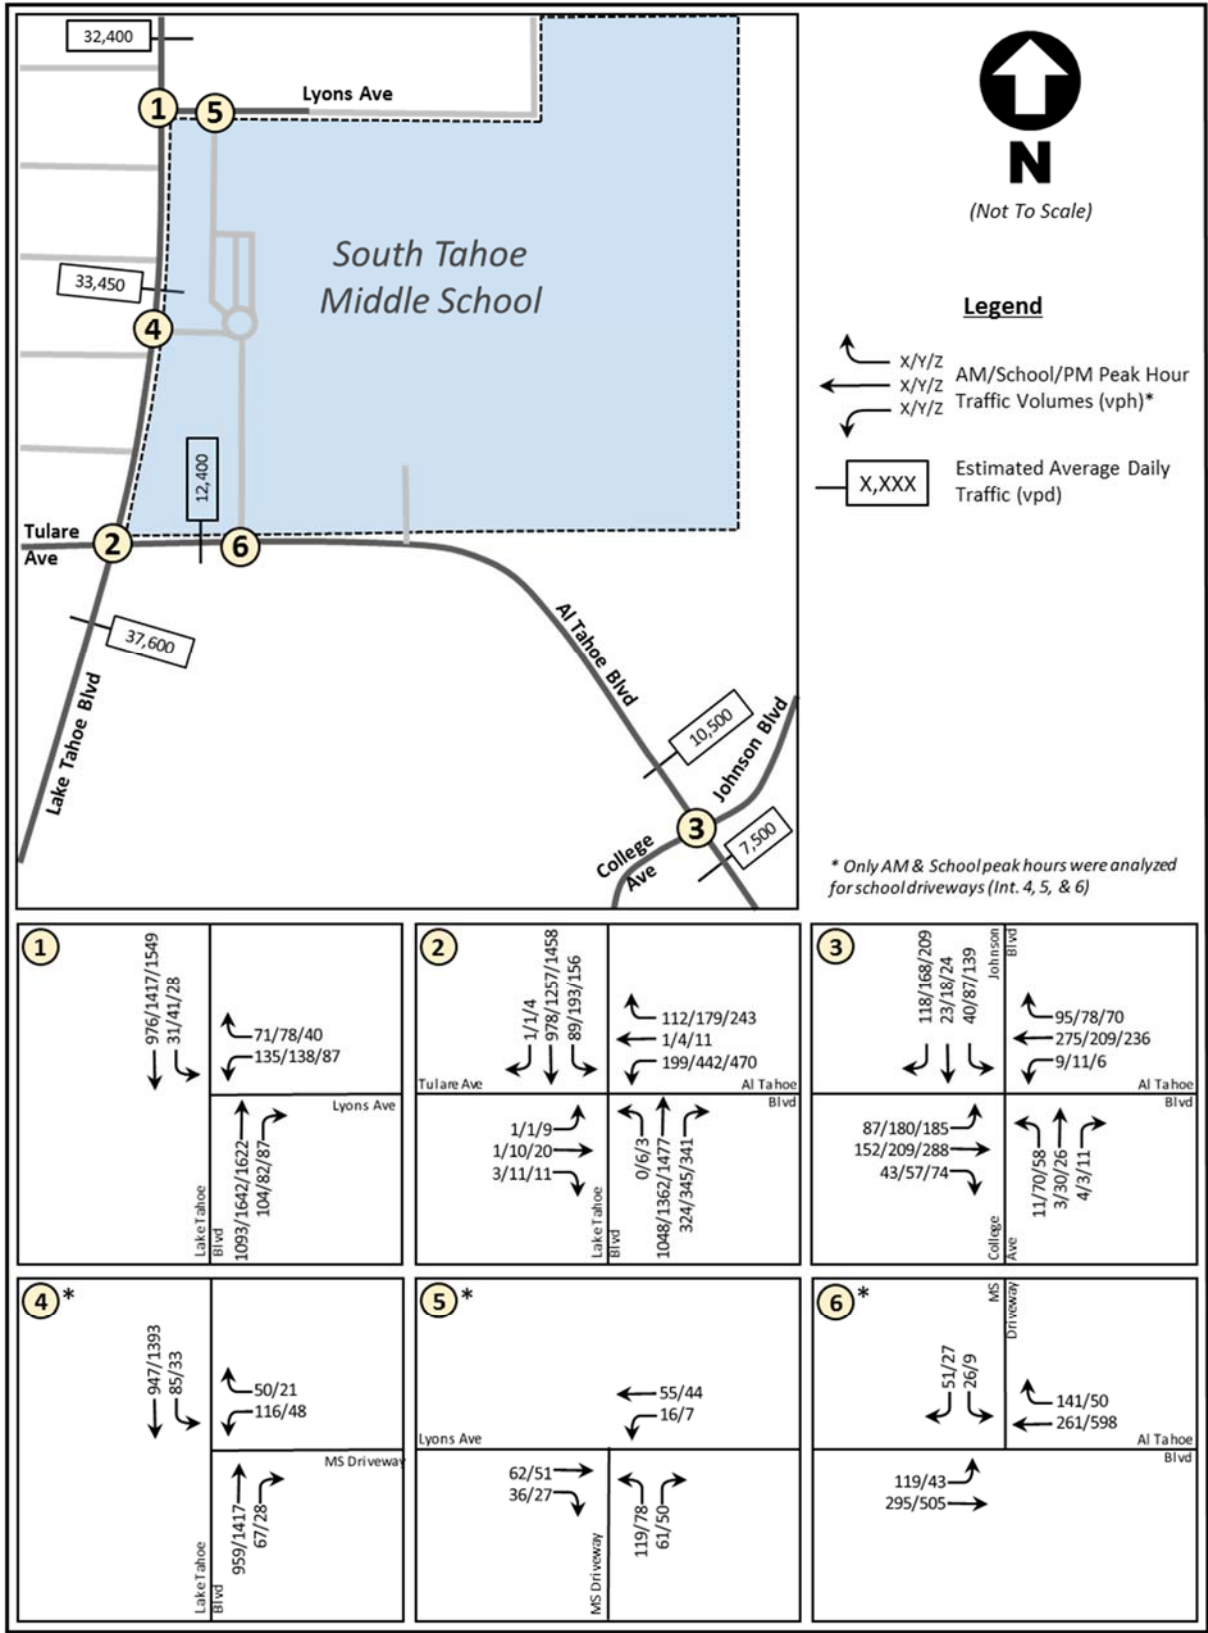 32,400
Lyons Ave
1
5
N
(Not To Scale)
South Tahoe
Middle School
33,450
4
Legend
X/Y/Z
X/Y/Z
X/Y/Z
AM/School/PM Peak Hour
Traffic Volumes (vph)*
X,XXX
Estimated Average Daily
Traffic (vpd)
12,400
Tulare
Ave
2
6
37,600
Lake Tahoe Blvd
Al Tahoe Blvd
10,500
Johnson Blvd
3
7,500
College
Ave
* Only AM & School peak hours were analyzed
for school driveways (Int. 4, 5, & 6)
1
976/1417/1549
31/41/28
71/78/40
135/138/87
Lyons Ave
1093/1642/1622
104/82/87
Lake Tahoe
Blvd
2
1/1/4
978/1257/1458
89/193/156
112/179/243
1/4/11
199/442/470
Tulare Ave
Al Tahoe
Blvd
1/1/9
1/10/20
3/11/11
0/6/3
1048/1362/1477
324/345/341
Lake Tahoe
Blvd
3
118/168/209
23/18/24
40/87/139
Johnson
Blvd
95/78/70
275/209/236
9/11/6
Al Tahoe
Blvd
87/180/185
152/209/288
43/57/74
11/70/58
3/30/26
4/3/11
College
Ave
4*
947/1393
85/33
50/21
116/48
MS Driveway
959/1417
67/28
Lake Tahoe
Blvd
5*
55/44
16/7
Lyons Ave
62/51
36/27
119/78
61/50
MS Driveway
6*
MS
Driveway
51/27
26/9
141/50
261/598
Al Tahoe
Blvd
119/43
295/505